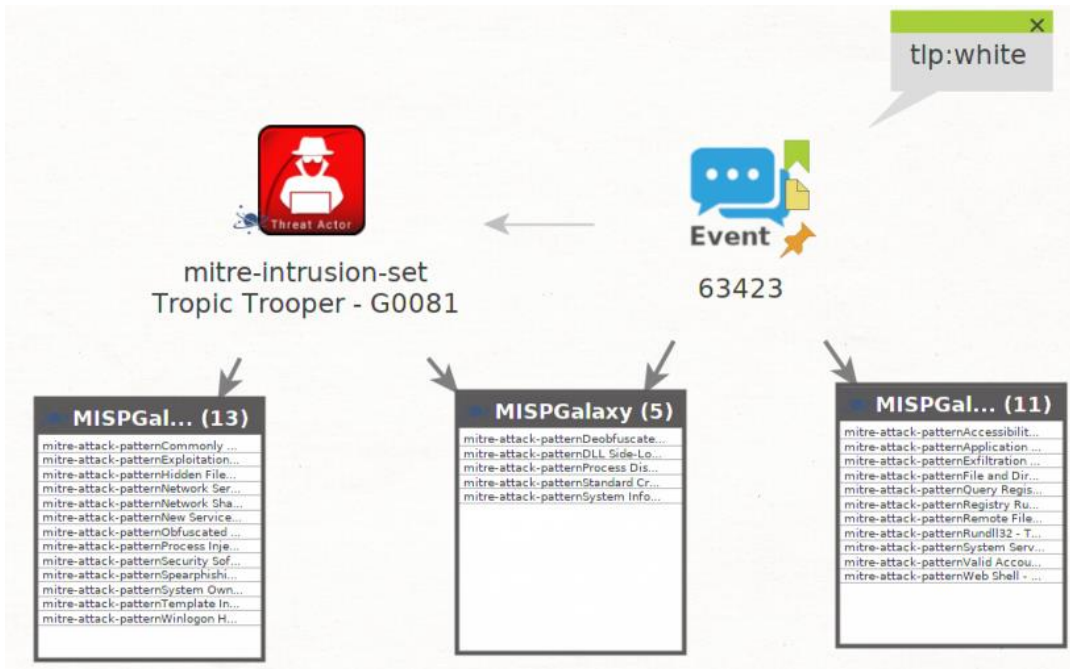 tlp:white
Threat Actor
Event
mitre-intrusion-set
Tropic Trooper - G0081
63423
MISPGal... (13)
mitre-attack-patternCommonly ...
mitre-attack-patternExploitation...
mitre-attack-patternHidden File...
mitre-attack-patternNetwork Ser...
mitre-attack-patternNetwork Sha...
mitre-attack-patternNew Service...
mitre-attack-patternObfuscated ...
mitre-attack-patternProcess Inje...
mitre-attack-patternSecurity Sof...
mitre-attack-patternSpearphishi...
mitre-attack-patternSystem Own...
mitre-attack-patternTemplate In...
mitre-attack-patternWinlogon H...
MISPGalaxy (5)
mitre-attack-patternDeobfuscate...
mitre-attack-patternDLL Side-Lo...
mitre-attack-patternProcess Dis...
mitre-attack-patternStandard Cr...
mitre-attack-patternSystem Info...
MISPGal... (11)
mitre-attack-patternAccessibilit...
mitre-attack-patternApplication ...
mitre-attack-patternExfiltration ...
mitre-attack-patternFile and Dir...
mitre-attack-patternQuery Regis...
mitre-attack-patternRegistry Ru...
mitre-attack-patternRemote File...
mitre-attack-patternRundll32 - T...
mitre-attack-patternSystem Serv...
mitre-attack-patternValid Accou...
mitre-attack-patternWeb Shell - ...